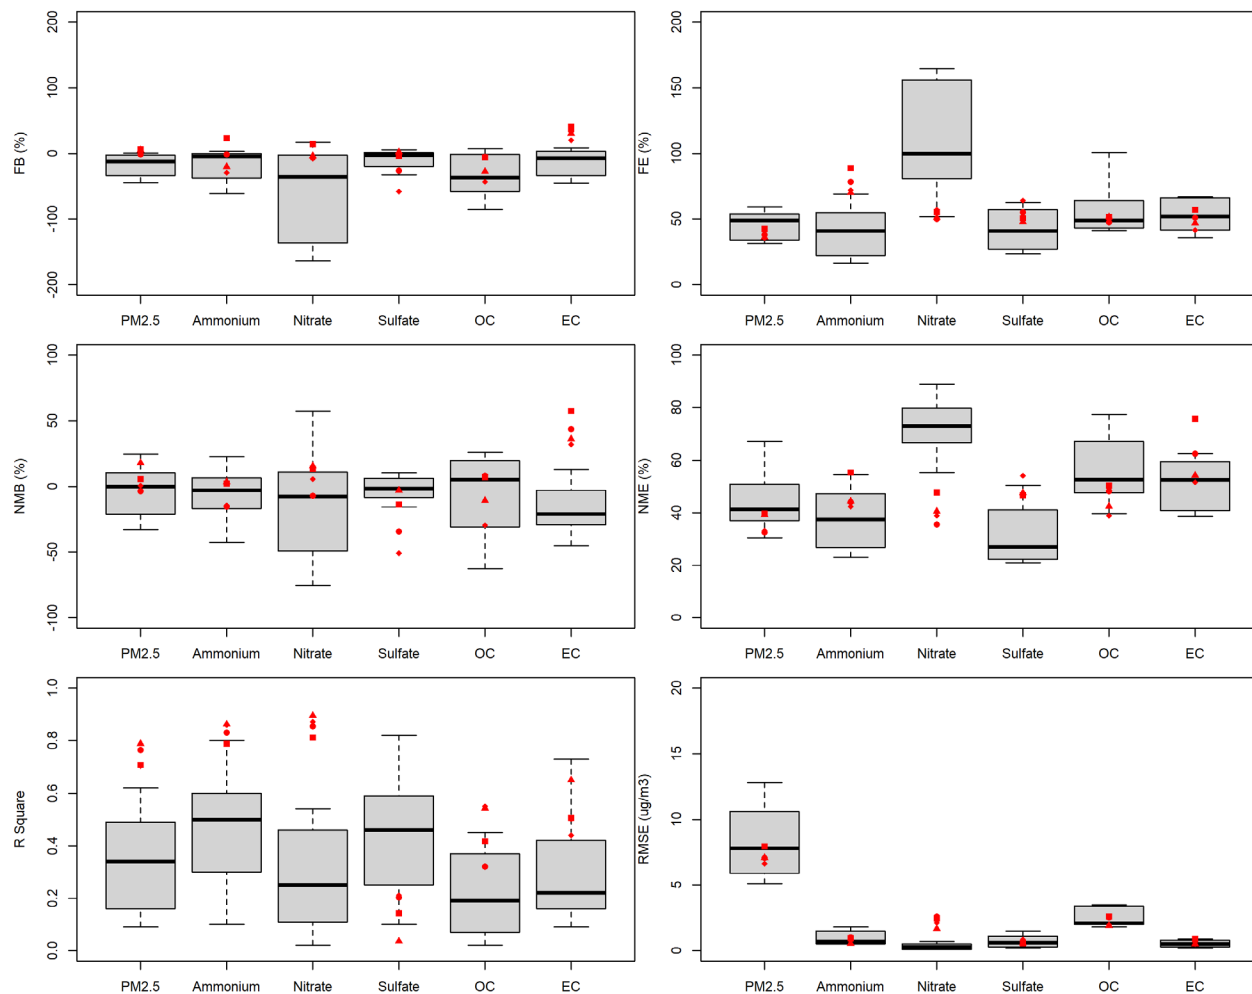 FB (%)
200
100
0
-100
-200
PM2.5 Ammonium Nitrate Sulfate OC EC
FE (%)
200
150
100
50
0
PM2.5 Ammonium Nitrate Sulfate OC EC
NMB (%)
100
50
0
-50
-100
PM2.5 Ammonium Nitrate Sulfate OC EC
NME (%)
100
80
60
40
20
0
PM2.5 Ammonium Nitrate Sulfate OC EC
R Square
1.0
0.8
0.6
0.4
0.2
0.0
PM2.5 Ammonium Nitrate Sulfate OC EC
RMSE (ug/m3)
20
15
10
5
0
PM2.5 Ammonium Nitrate Sulfate OC EC